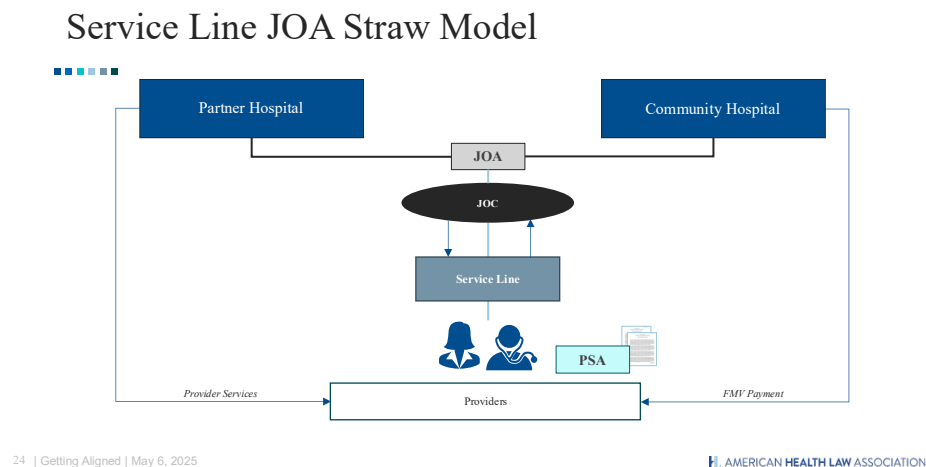 Service Line JOA Straw Model
Partner Hospital
Community Hospital
JOA
JOC
Service Line
PSA
Provider Services
FMV Payment
Providers
24 | Getting Aligned | May 6, 2025
AMERICAN HEALTH LAW ASSOCIATION